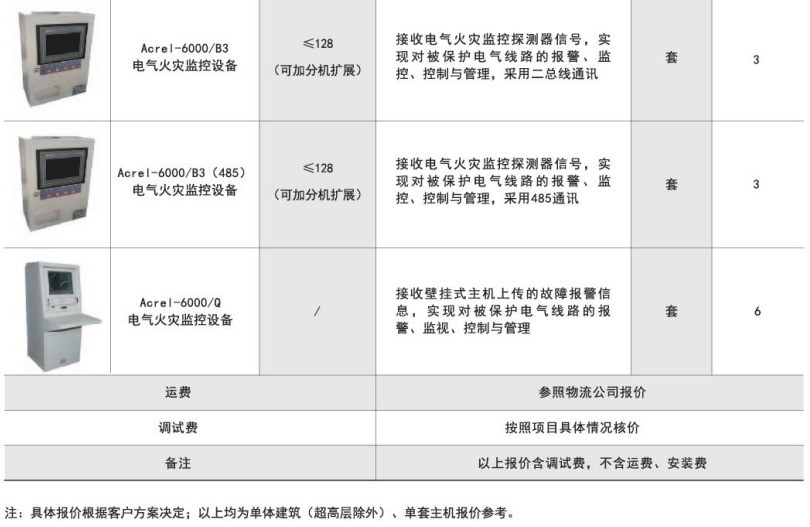 Acrel-6000/B3
电气火灾监控设备
≤128
（可加分机扩展）
接收电气火灾监控探测器信号，实
现对被保护电气线路的报警、监
控、控制与管理，采用二总线通讯
套
3
Acrel-6000/B3（485）
电气火灾监控设备
≤128
（可加分机扩展）
接收电气火灾监控探测器信号，实
现对被保护电气线路的报警、监
控、控制与管理，采用485通讯
套
3
Acrel-6000/Q
电气火灾监控设备
/
接收壁挂式主机上传的故障报警信
息，实现对被保护电气线路的报
警、监视、控制与管理
套
6
运费
参照物流公司报价
调试费
按照项目具体情况核价
备注
以上报价含调试费，不含运费、安装费
注：具体报价根据客户方案决定；以上均为单体建筑（超高层除外）、单套主机报价参考。